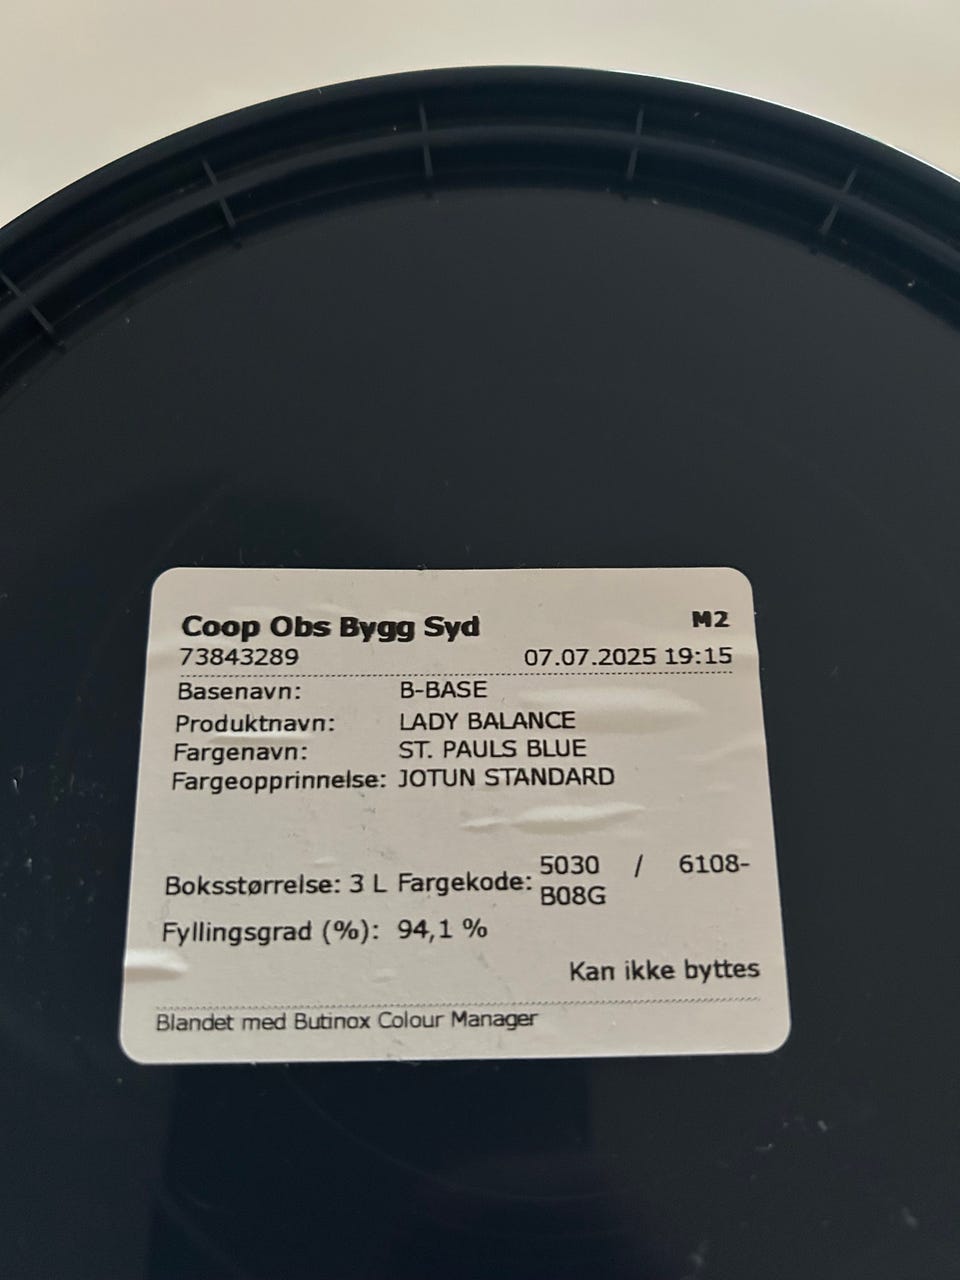 Coop Obs Bygg Syd M2
73843289 07.07.2025 19:15
Basenavn: B-BASE
Produktnavn: LADY BALANCE
Fargenavn: ST. PAULS BLUE
Fargeopprinnelse: JOTUN STANDARD
Boksstørrelse: 3 L Fargekode: 5030 / 6108-
B08G
Fyllingsgrad (%): 94,1 %
Kan ikke byttes
Blandet med Butinox Colour Manager